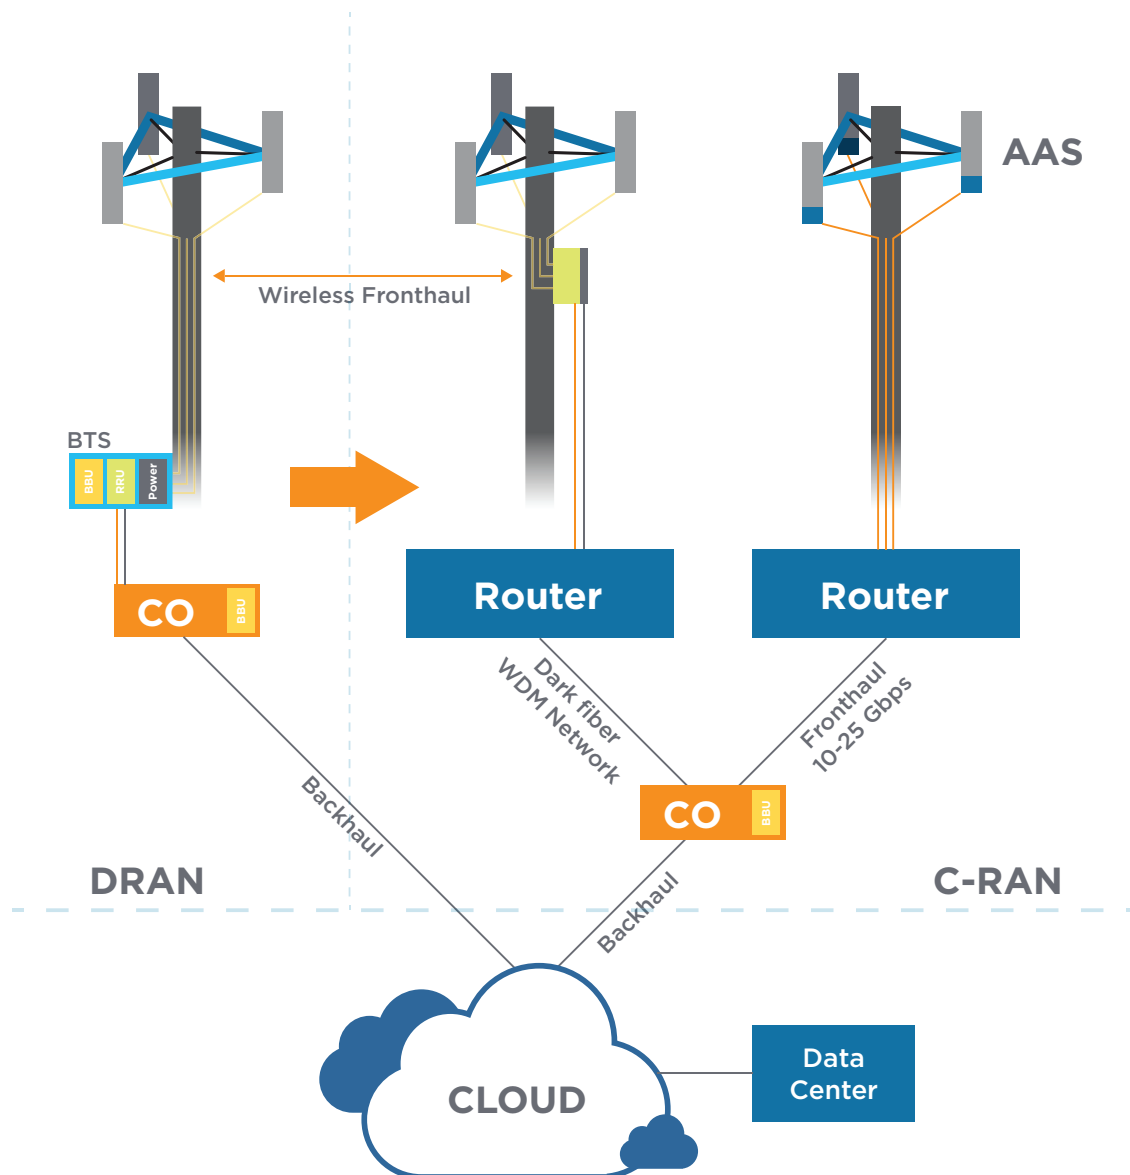 AAS
Wireless Fronthaul
BTS
BBU
RRU
Power
CO
BBU
Router
Router
Dark fiber
WDM Network
Fronthaul
10-25 Gbps
Backhaul
CO
BBU
DRAN
C-RAN
Backhaul
CLOUD
Data
Center